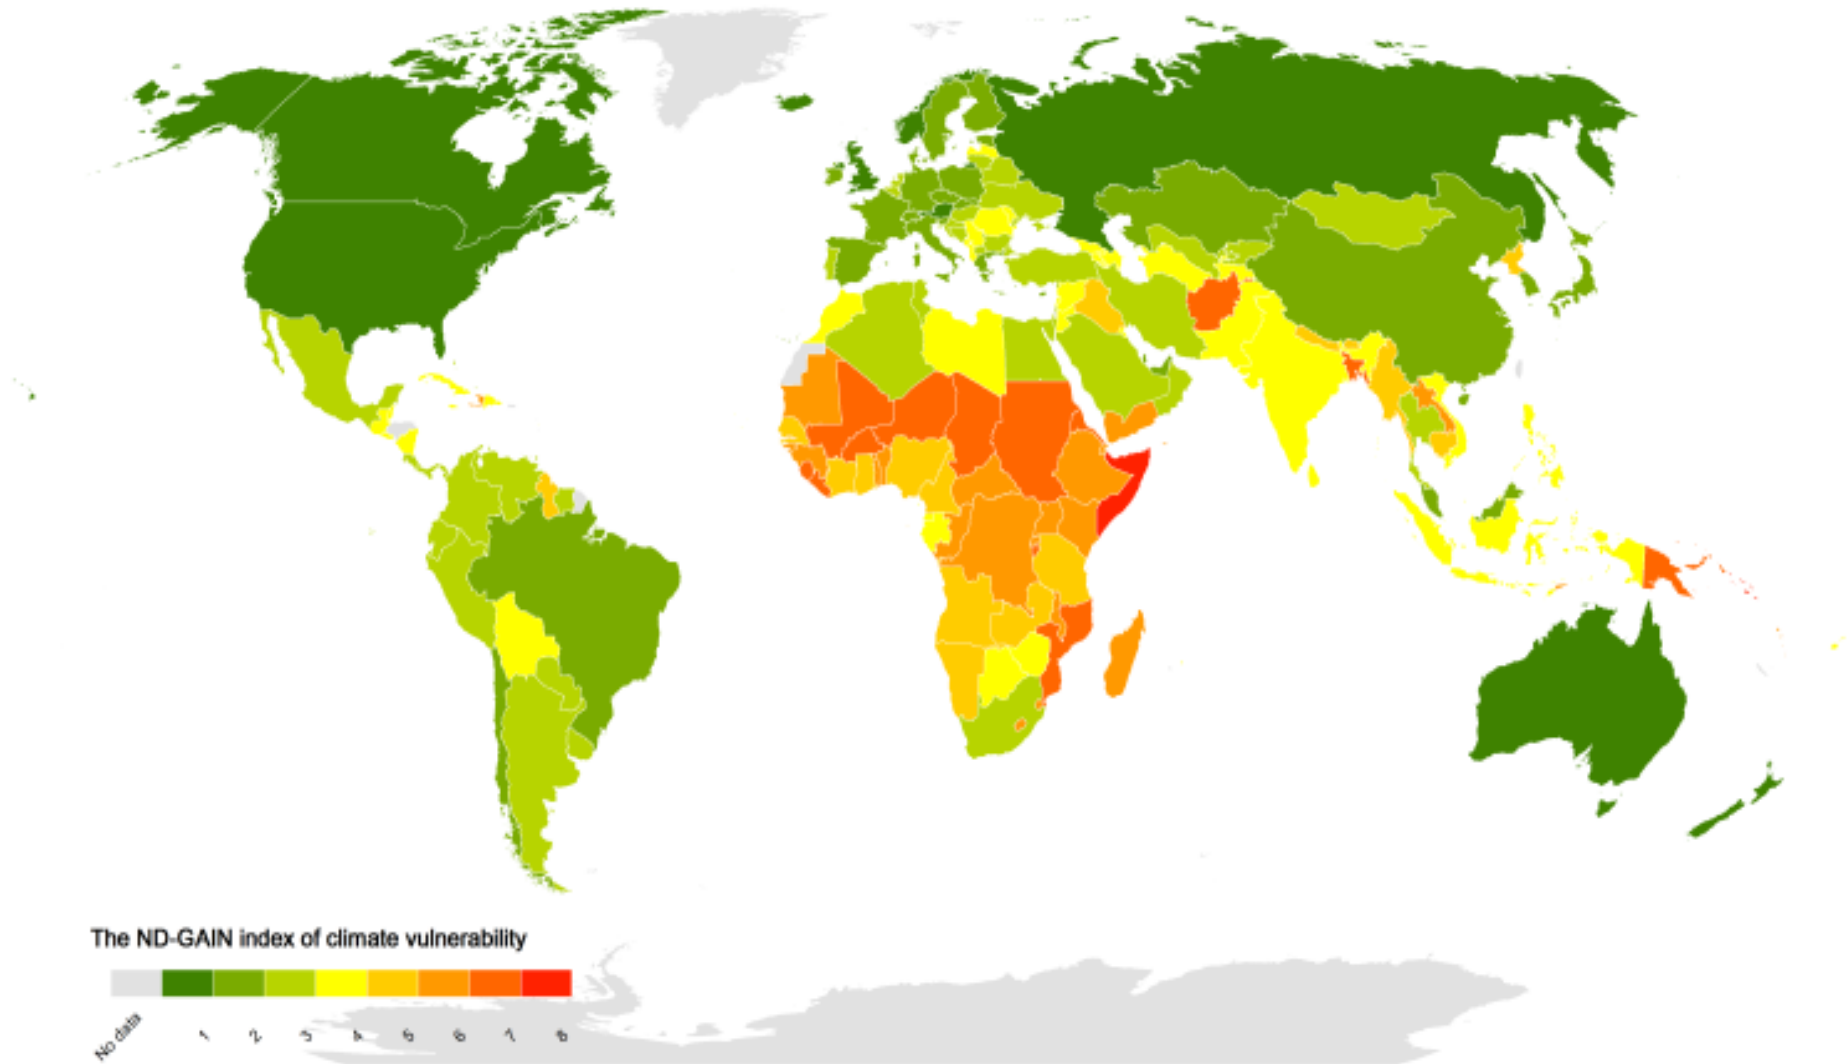 The ND-GAIN index of climate vulnerability
No data 1 2 3 4 5 6 7 8